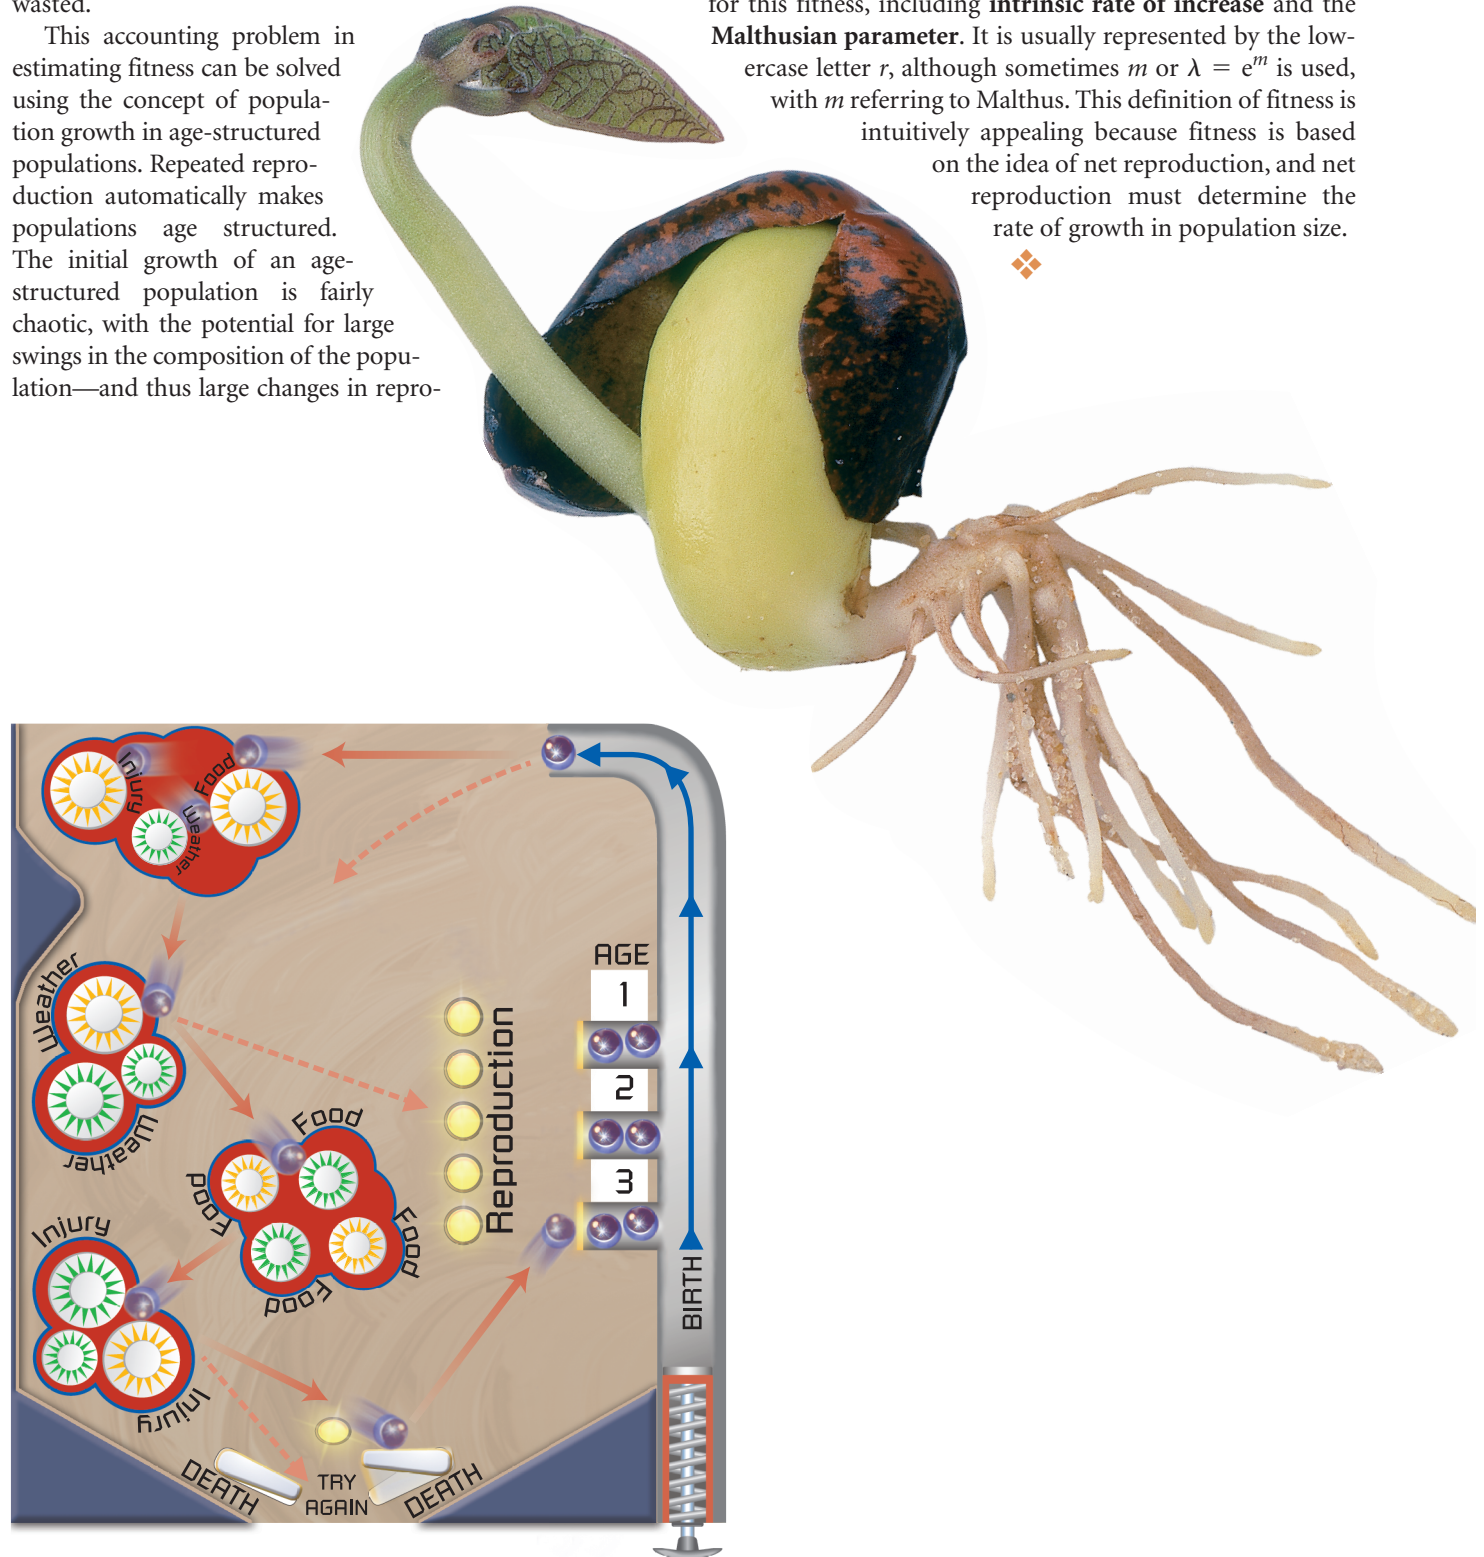 wasted.
This accounting problem in
estimating fitness can be solved
using the concept of popula-
tion growth in age-structured
populations. Repeated repro-
duction automatically makes
populations age structured.
The initial growth of an age-
structured population is fairly
chaotic, with the potential for large
swings in the composition of the popu-
lation—and thus large changes in repro-
for this fitness, including intrinsic rate of increase and the
Malthusian parameter. It is usually represented by the low-
ercase letter r, although sometimes m or λ = eᵐ is used,
with m referring to Malthus. This definition of fitness is
intuitively appealing because fitness is based
on the idea of net reproduction, and net
reproduction must determine the
rate of growth in population size.
Injury
Food
Weather
Weather
Weather
Food
Food
Food
Food
Injury
Injury
Reproduction
AGE
1
2
3
BIRTH
DEATH
TRY
AGAIN
DEATH